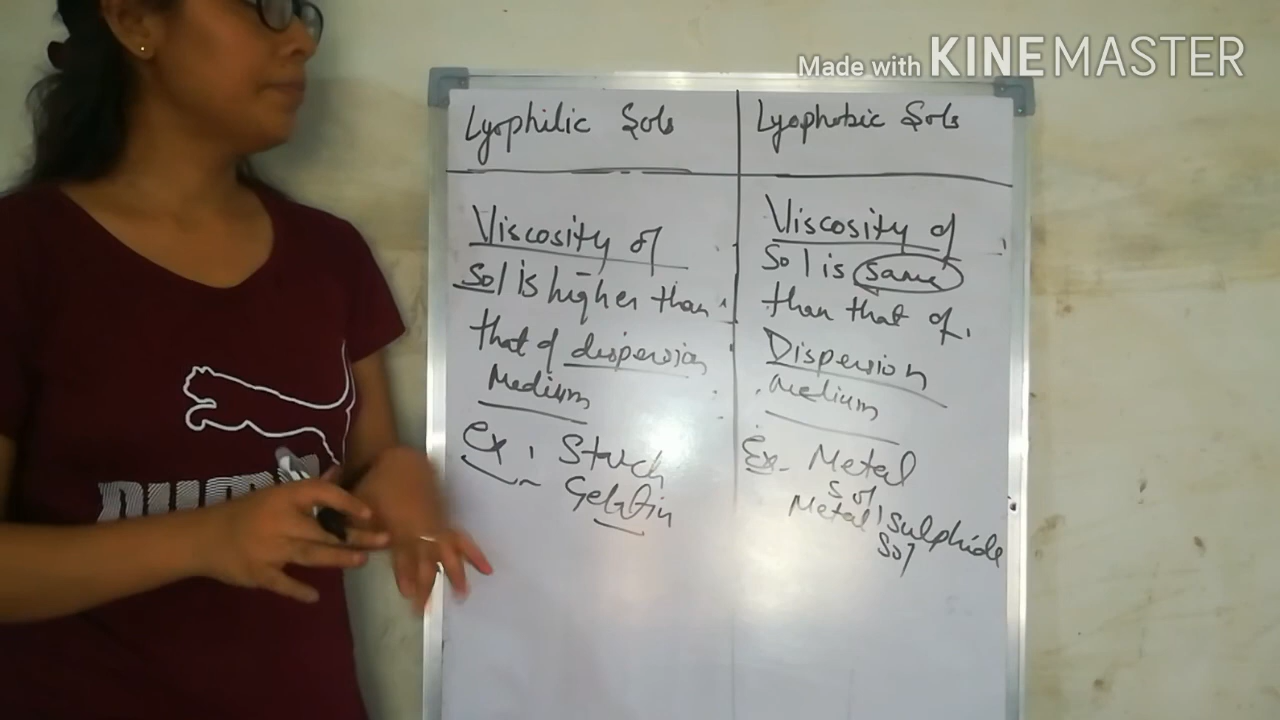 Made with KINEMASTER
Lyophilic Sols
Viscosity of
sol is higher than
that of dispersion
Medium
ex, Starch
Gelatin
Lyophobic Sols
Viscosity of
Sol is same
than that of
Dispersion
medium
Ex- Metal
Sol
Metal sulphide
Sol